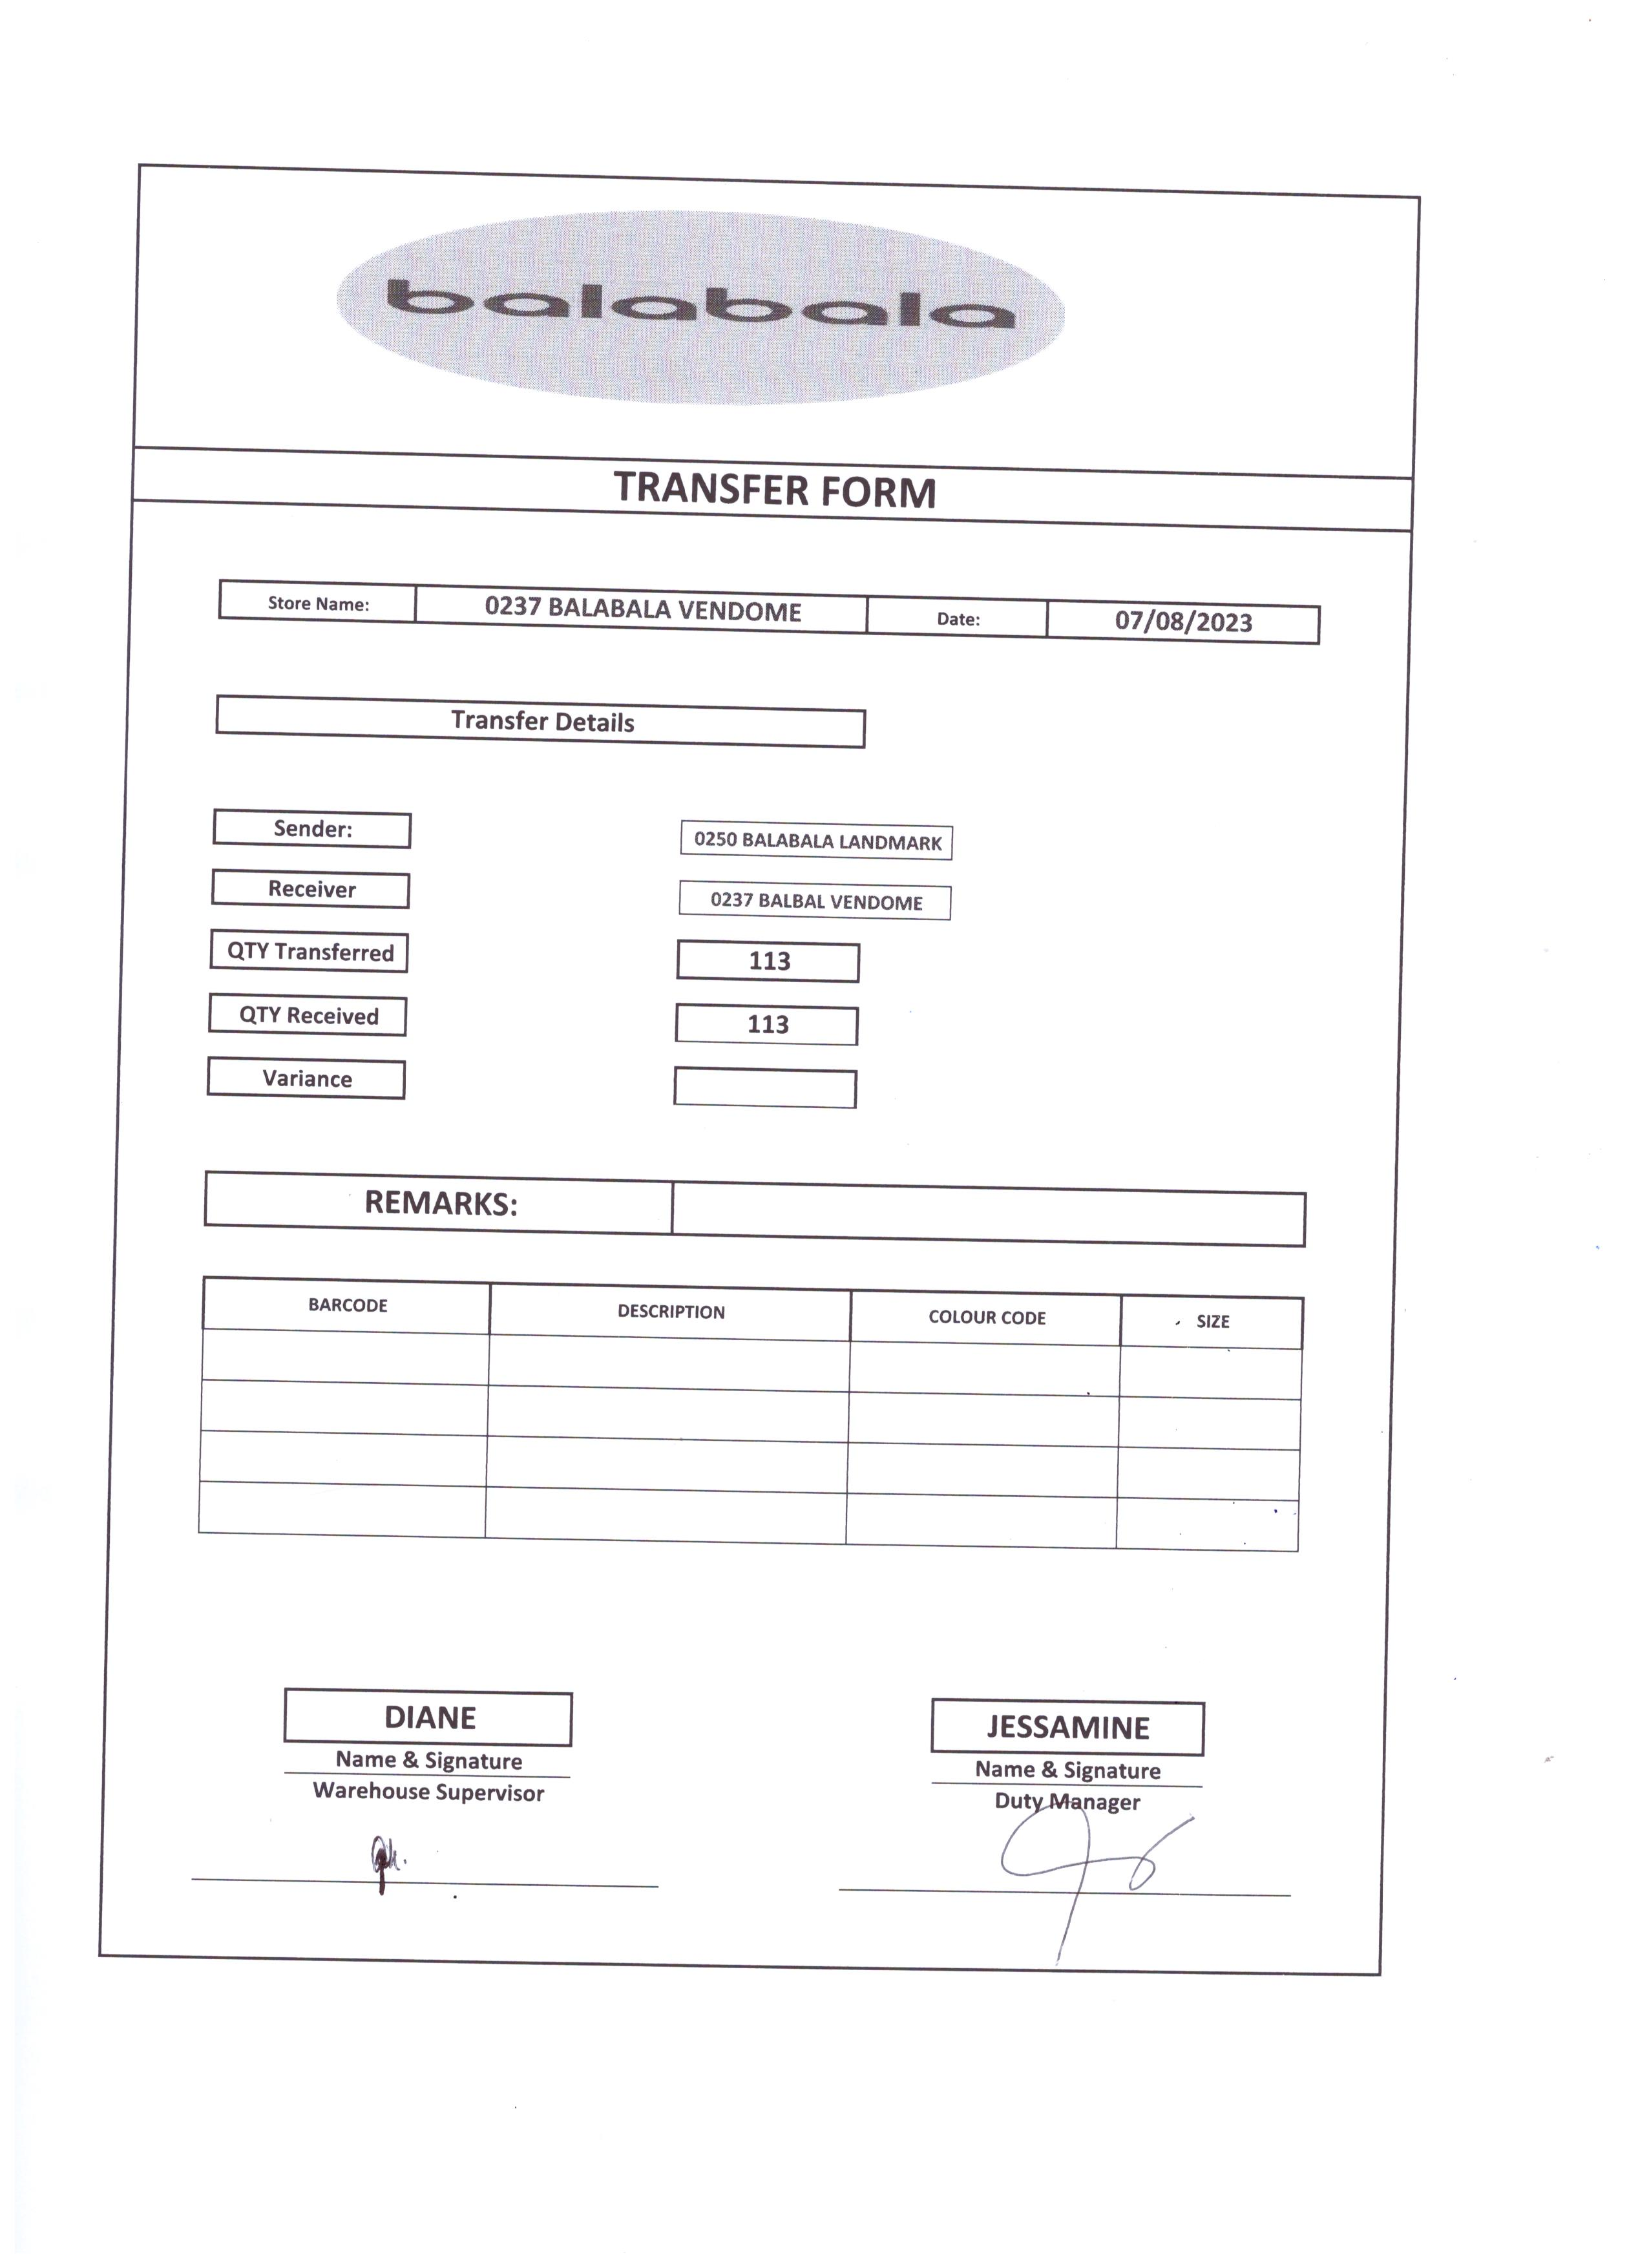 balabala
TRANSFER FORM
Store Name: 0237 BALABALA VENDOME Date: 07/08/2023
Transfer Details
Sender: 0250 BALABALA LANDMARK
Receiver 0237 BALBAL VENDOME
QTY Transferred 113
QTY Received 113
Variance
REMARKS:
BARCODE DESCRIPTION COLOUR CODE SIZE
DIANE JESSAMINE
Name & Signature Name & Signature
Warehouse Supervisor Duty Manager